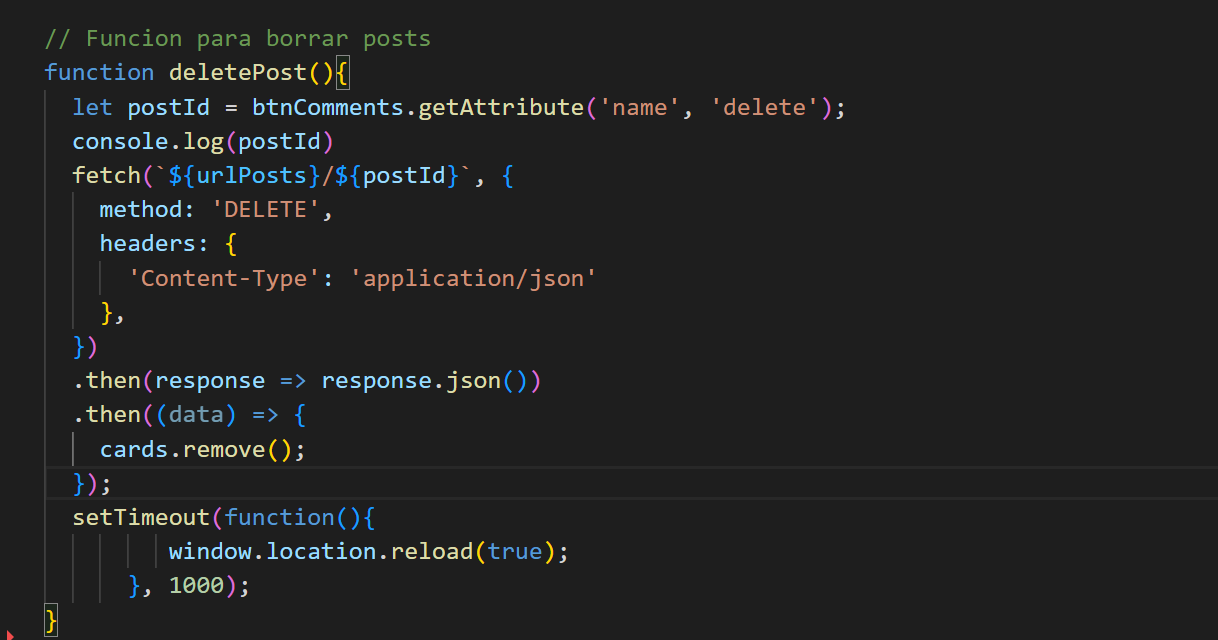 // Funcion para borrar posts
function deletePost(){
  let postId = btnComments.getAttribute('name', 'delete');
  console.log(postId)
  fetch(`${urlPosts}/${postId}`, {
    method: 'DELETE',
    headers: {
      'Content-Type': 'application/json'
    },
  })
  .then(response => response.json())
  .then((data) => {
    cards.remove();
  });
  setTimeout(function(){
         window.location.reload(true);
      }, 1000);
}